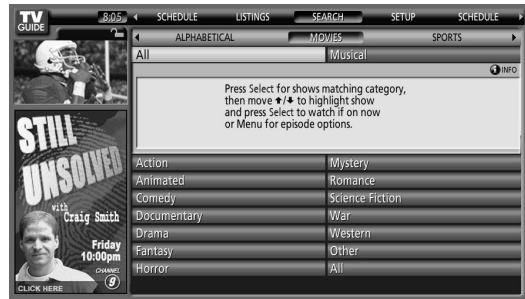 TV
GUIDE
8:05
SCHEDULE LISTINGS SEARCH SETUP SCHEDULE
ALPHABETICAL MOVIES SPORTS
All Musical
i INFO
Press Select for shows matching category,
then move ↑/↓ to highlight show
and press Select to watch if on now
or Menu for episode options.
Action Mystery
Animated Romance
Comedy Science Fiction
Documentary War
Drama Western
Fantasy Other
Horror All
STILL
UNSOLVED
with
Craig Smith
Friday
10:00pm
CHANNEL
9
CLICK HERE